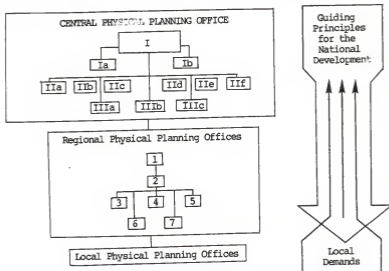 CENTRAL PHYSICAL PLANNING OFFICE
I
Ia Ib
IIa IIb IIc IId IIe IIf
IIIa IIIb IIIc
Regional Physical Planning Offices
1
2
3 4 5
6 7
Local Physical Planning Offices
Guiding
Principles
for the
National
Development
Local
Demands